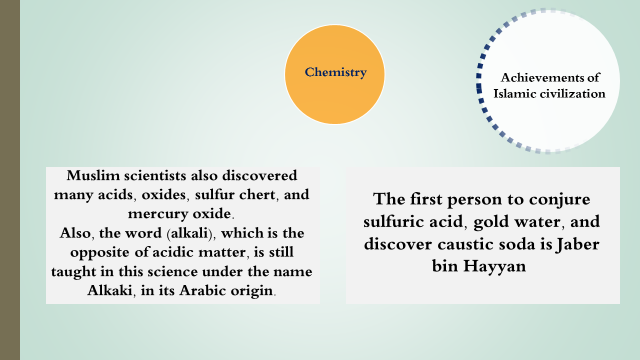 Chemistry
Achievements of
Islamic civilization
Muslim scientists also discovered
many acids, oxides, sulfur chert, and
mercury oxide.
Also, the word (alkali), which is the
opposite of acidic matter, is still
taught in this science under the name
Alkaki, in its Arabic origin.
The first person to conjure
sulfuric acid, gold water, and
discover caustic soda is Jaber
bin Hayyan